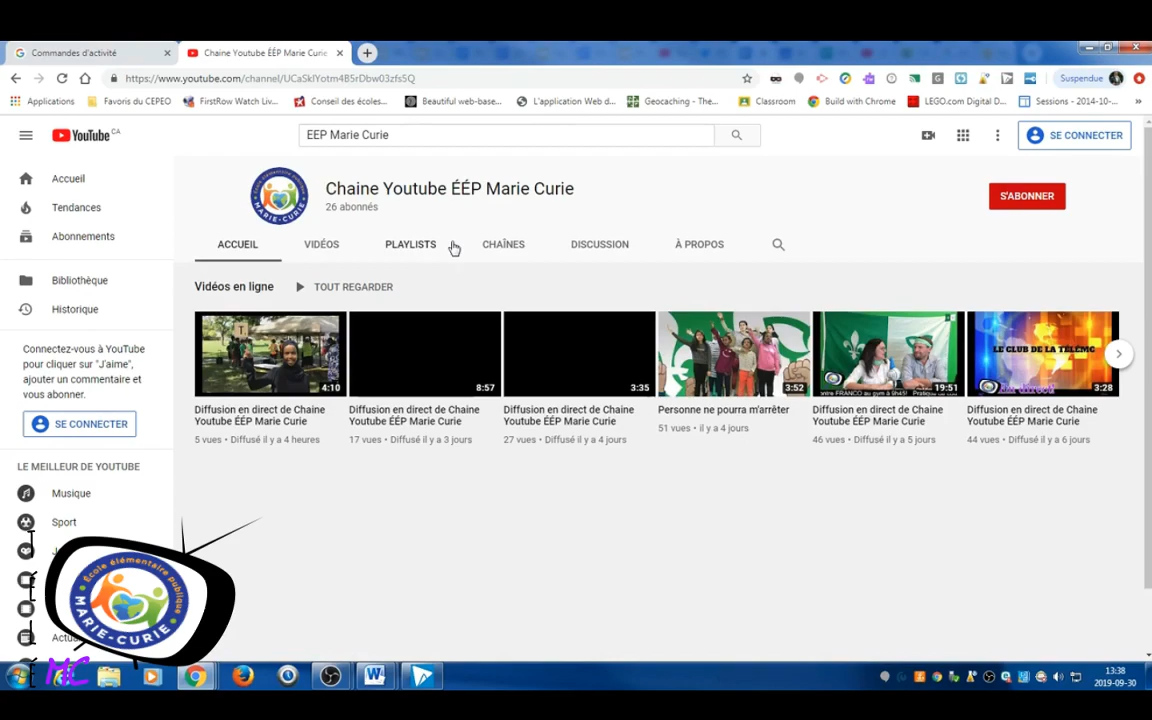 Commandes d'activité
Chaine Youtube ÉÉP Marie Curie
https://www.youtube.com/channel/UCaSkIYotm4B5rDbw03zfs5Q
Suspendue
Applications
Favoris du CEPEO
FirstRow Watch Liv...
Conseil des écoles...
Beautiful web-base...
L'application Web d...
Geocaching - The...
Classroom
Build with Chrome
LEGO.com Digital D...
Sessions - 2014-10-...
YouTube CA
EEP Marie Curie
SE CONNECTER
Accueil
Tendances
Abonnements
Bibliothèque
Historique
Connectez-vous à YouTube
pour cliquer sur "J'aime",
ajouter un commentaire et
vous abonner.
SE CONNECTER
LE MEILLEUR DE YOUTUBE
Musique
Sport
Chaine Youtube ÉÉP Marie Curie
26 abonnés
S'ABONNER
ACCUEIL
VIDÉOS
PLAYLISTS
CHAÎNES
DISCUSSION
À PROPOS
Vidéos en ligne
TOUT REGARDER
4:10
8:57
3:35
3:52
19:51
LE CLUB DE LA TÉLÉMC
En direct!
3:28
Diffusion en direct de Chaine
Youtube ÉÉP Marie Curie
5 vues • Diffusé il y a 4 heures
Diffusion en direct de Chaine
Youtube ÉÉP Marie Curie
17 vues • Diffusé il y a 3 jours
Diffusion en direct de Chaine
Youtube ÉÉP Marie Curie
27 vues • Diffusé il y a 4 jours
Personne ne pourra m'arrêter
51 vues • il y a 4 jours
Diffusion en direct de Chaine
Youtube ÉÉP Marie Curie
46 vues • Diffusé il y a 5 jours
Diffusion en direct de Chaine
Youtube ÉÉP Marie Curie
44 vues • Diffusé il y a 6 jours
École élémentaire publique
MARIE-CURIE
MC
13:38
2019-09-30